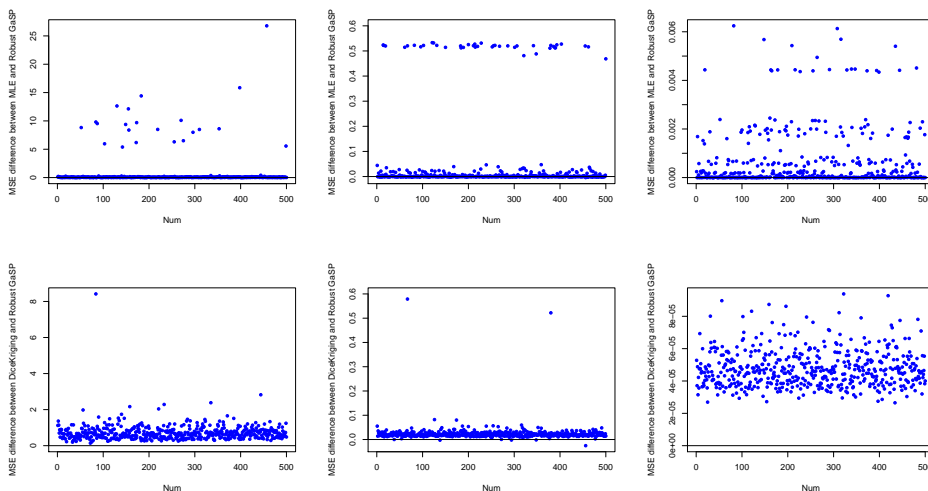 MSE difference between MLE and Robust GaSP
0 5 10 15 20 25
0 100 200 300 400 500
Num
MSE difference between MLE and Robust GaSP
0.0 0.1 0.2 0.3 0.4 0.5 0.6
0 100 200 300 400 500
Num
MSE difference between MLE and Robust GaSP
0.000 0.002 0.004 0.006
0 100 200 300 400 500
Num
MSE difference between DiceKriging and Robust GaSP
0 2 4 6 8
0 100 200 300 400 500
Num
MSE difference between DiceKriging and Robust GaSP
0.0 0.1 0.2 0.3 0.4 0.5 0.6
0 100 200 300 400 500
Num
MSE difference between DiceKriging and Robust GaSP
0e+00 2e-05 4e-05 6e-05 8e-05
0 100 200 300 400 500
Num